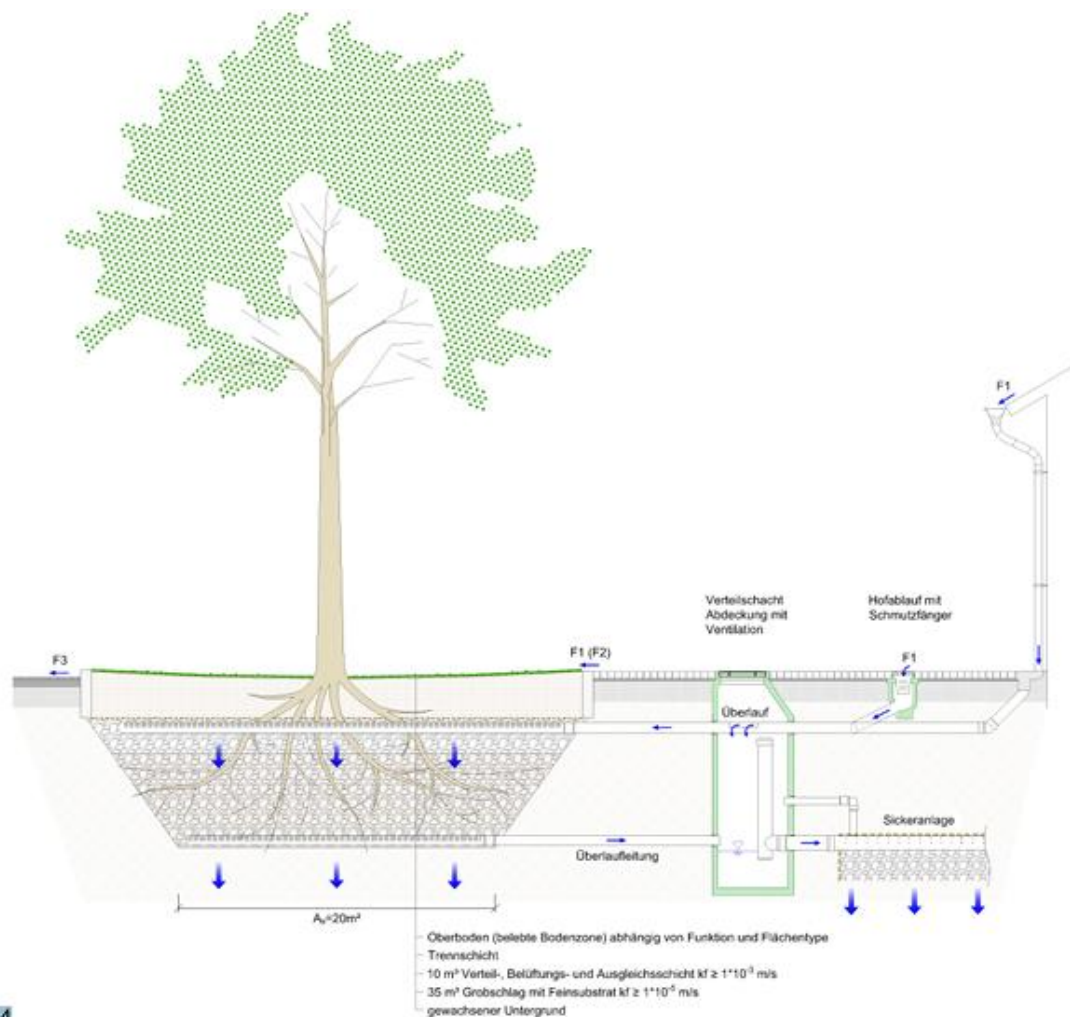 F1
Verteilschacht
Abdeckung mit
Ventilation
Hofablauf mit
Schmutzfänger
F3
F1 (F2)
F1
Überlauf
Sickeranlage
Überlaufleitung
Oberboden (belebte Bodenzone) abhängig von Funktion und Flächentype
Trennschicht
10 m³ Verteil-, Belüftungs- und Ausgleichsschicht kf ≥ 1*10⁻³ m/s
35 m³ Grobschlag mit Feinsubstrat kf ≥ 1*10⁻⁵ m/s
gewachsener Untergrund
4